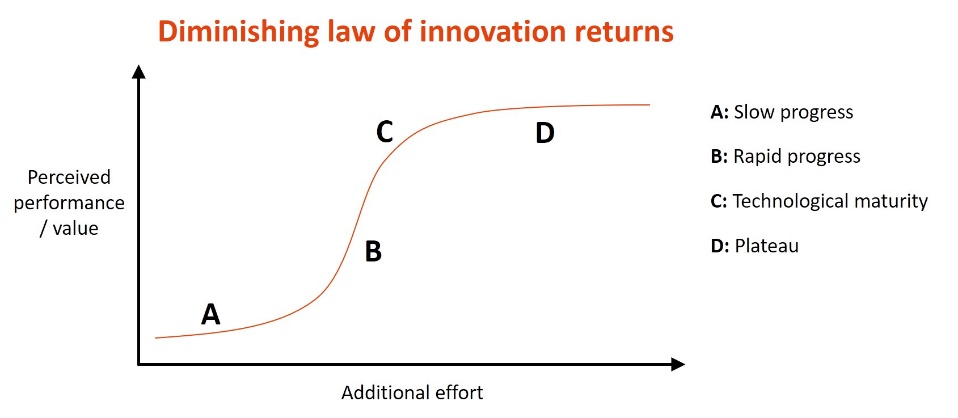 Diminishing law of innovation returns
Perceived
performance
/ value
A
B
C
D
A: Slow progress
B: Rapid progress
C: Technological maturity
D: Plateau
Additional effort